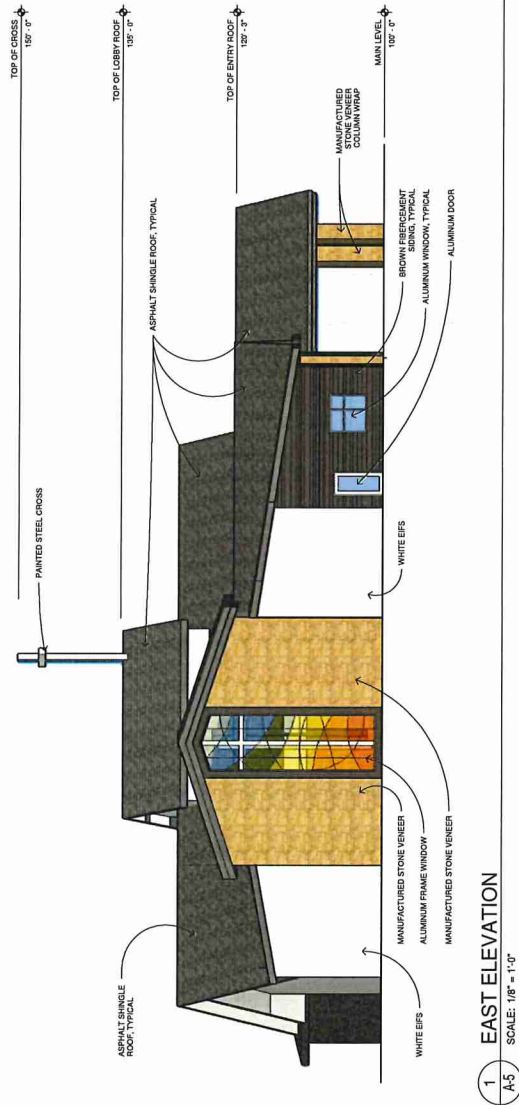 TOP OF CROSS
150' - 0"
TOP OF LOBBY ROOF
135' - 0"
TOP OF ENTRY ROOF
120' - 3"
MAIN LEVEL
100' - 0"
PAINTED STEEL CROSS
ASPHALT SHINGLE ROOF, TYPICAL
ASPHALT SHINGLE
ROOF, TYPICAL
MANUFACTURED
STONE VENEER
COLUMN WRAP
BROWN FIBERCEMENT
SIDING, TYPICAL
ALUMINUM WINDOW, TYPICAL
ALUMINUM DOOR
WHITE EIFS
WHITE EIFS
MANUFACTURED STONE VENEER
ALUMINUM FRAME WINDOW
MANUFACTURED STONE VENEER
1
A-5
EAST ELEVATION
SCALE: 1/8" = 1'-0"